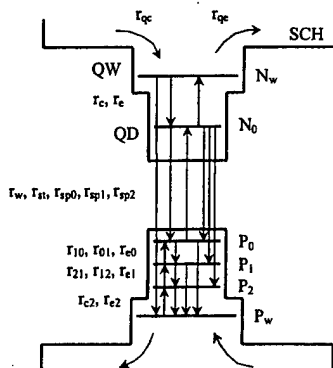 r_qc r_qe
SCH
QW N_w
r_c, r_e
QD N_0
r_w, r_st, r_sp0, r_sp1, r_sp2
P_0
r_10, r_01, r_e0
P_1
r_21, r_12, r_e1
P_2
r_c2, r_e2
P_w